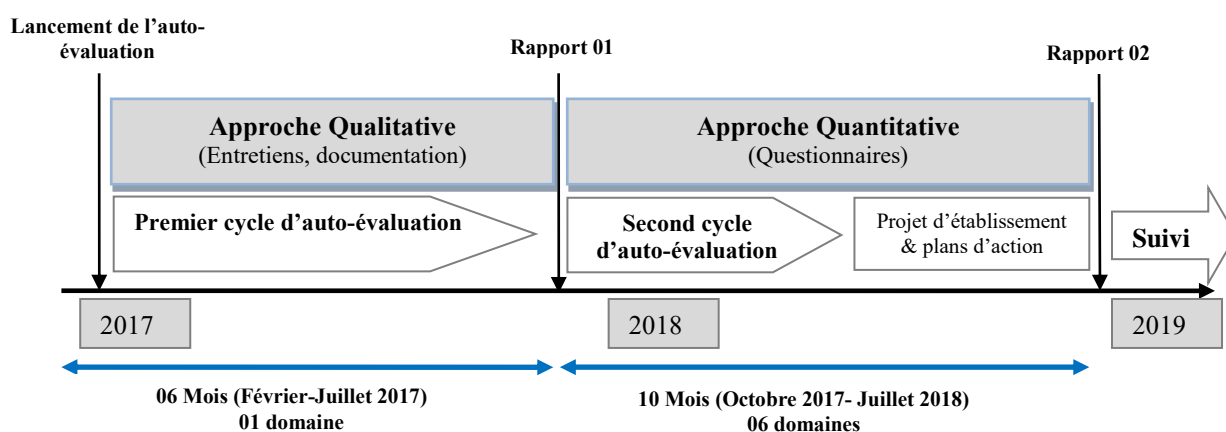 Lancement de l'auto-
évaluation
Rapport 01
Rapport 02
Approche Qualitative
(Entretiens, documentation)
Approche Quantitative
(Questionnaires)
Premier cycle d'auto-évaluation
Second cycle
d'auto-évaluation
Projet d'établissement
& plans d'action
Suivi
2017
2018
2019
06 Mois (Février-Juillet 2017)
01 domaine
10 Mois (Octobre 2017- Juillet 2018)
06 domaines